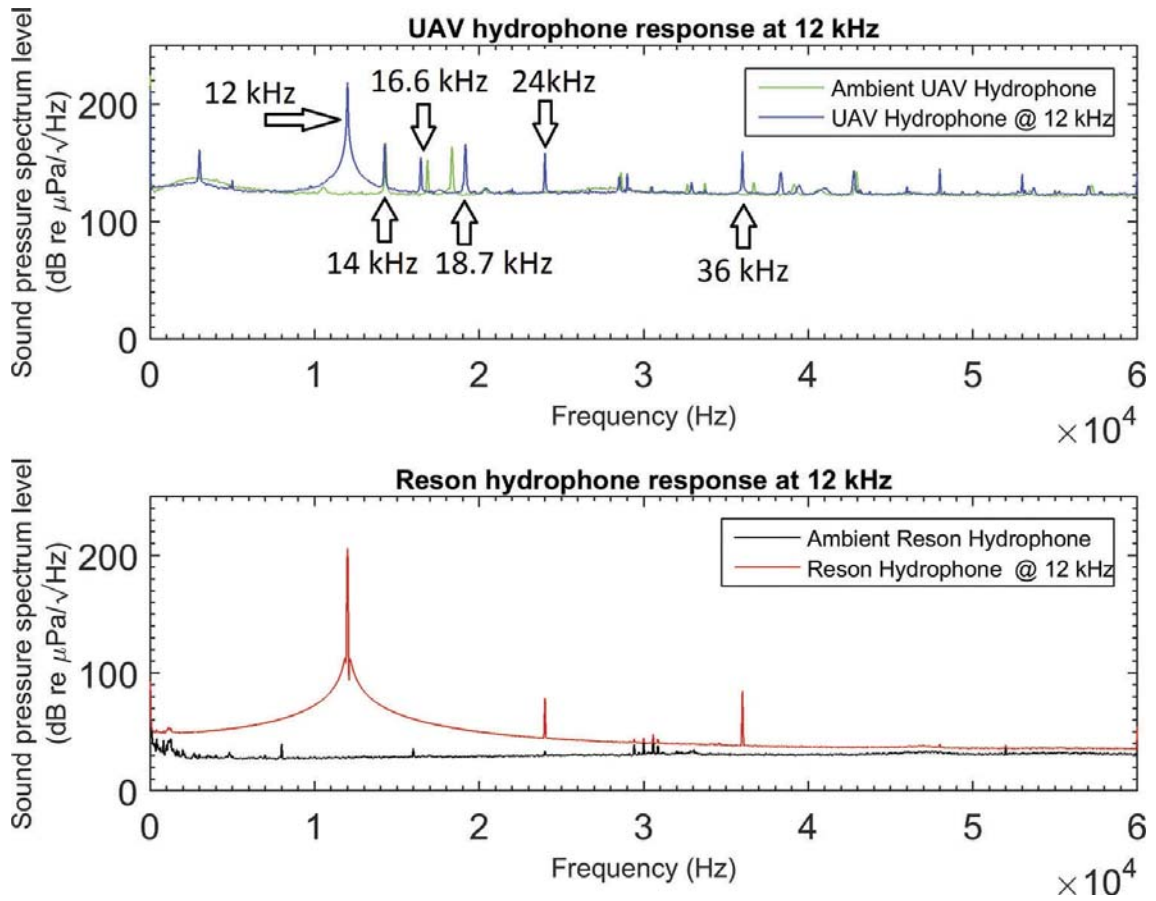 UAV hydrophone response at 12 kHz
Sound pressure spectrum level
(dB re μPa/√Hz)
200
100
0
12 kHz
16.6 kHz
24kHz
14 kHz
18.7 kHz
36 kHz
Ambient UAV Hydrophone
UAV Hydrophone @ 12 kHz
0 1 2 3 4 5 6
Frequency (Hz)
×10⁴
Reson hydrophone response at 12 kHz
Sound pressure spectrum level
(dB re μPa/√Hz)
200
100
0
Ambient Reson Hydrophone
Reson Hydrophone @ 12 kHz
0 1 2 3 4 5 6
Frequency (Hz)
×10⁴